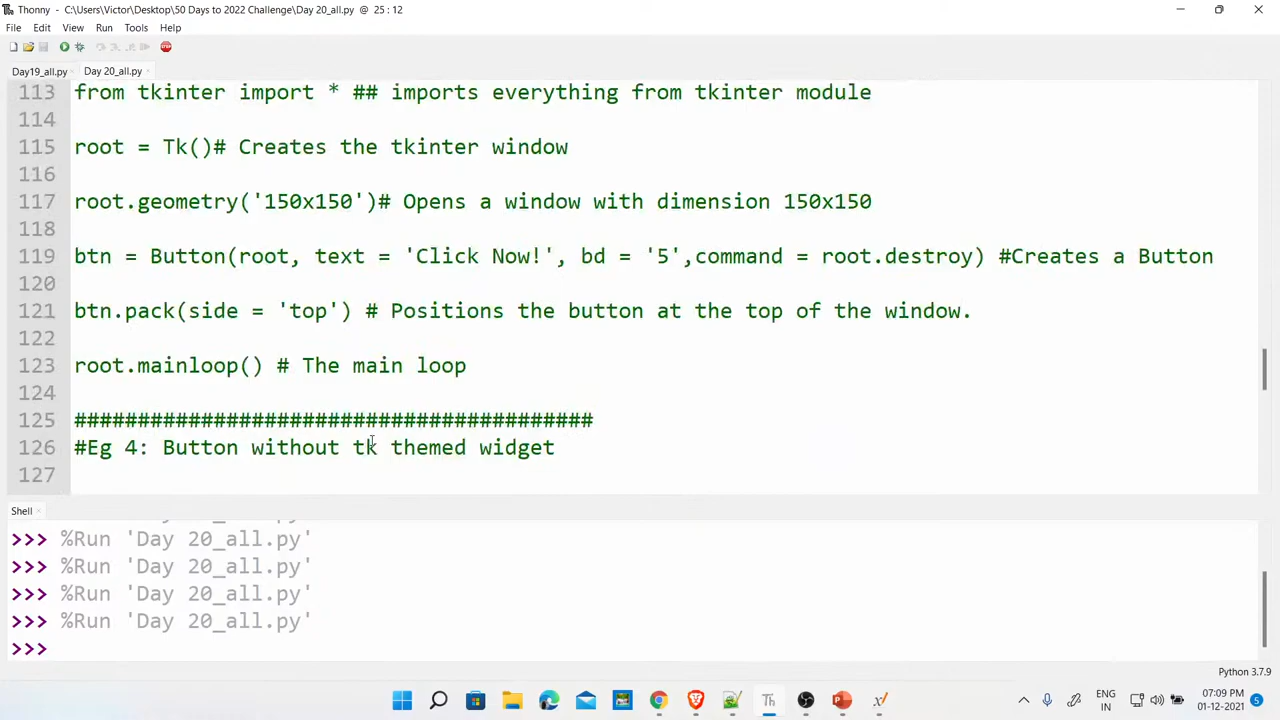 Thonny - C:\Users\Victor\Desktop\50 Days to 2022 Challenge\Day 20_all.py @ 25 : 12
File Edit View Run Tools Help
Day19_all.py × Day 20_all.py ×
113 from tkinter import * ## imports everything from tkinter module
114
115 root = Tk()# Creates the tkinter window
116
117 root.geometry('150x150')# Opens a window with dimension 150x150
118
119 btn = Button(root, text = 'Click Now!', bd = '5',command = root.destroy) #Creates a Button
120
121 btn.pack(side = 'top') # Positions the button at the top of the window.
122
123 root.mainloop() # The main loop
124
125 #########################################
126 #Eg 4: Button without tk themed widget
127
Shell ×
>>> %Run 'Day 20_all.py'
>>> %Run 'Day 20_all.py'
>>> %Run 'Day 20_all.py'
>>> %Run 'Day 20_all.py'
>>>
Python 3.7.9
Th
ENG
IN
07:09 PM
01-12-2021
5